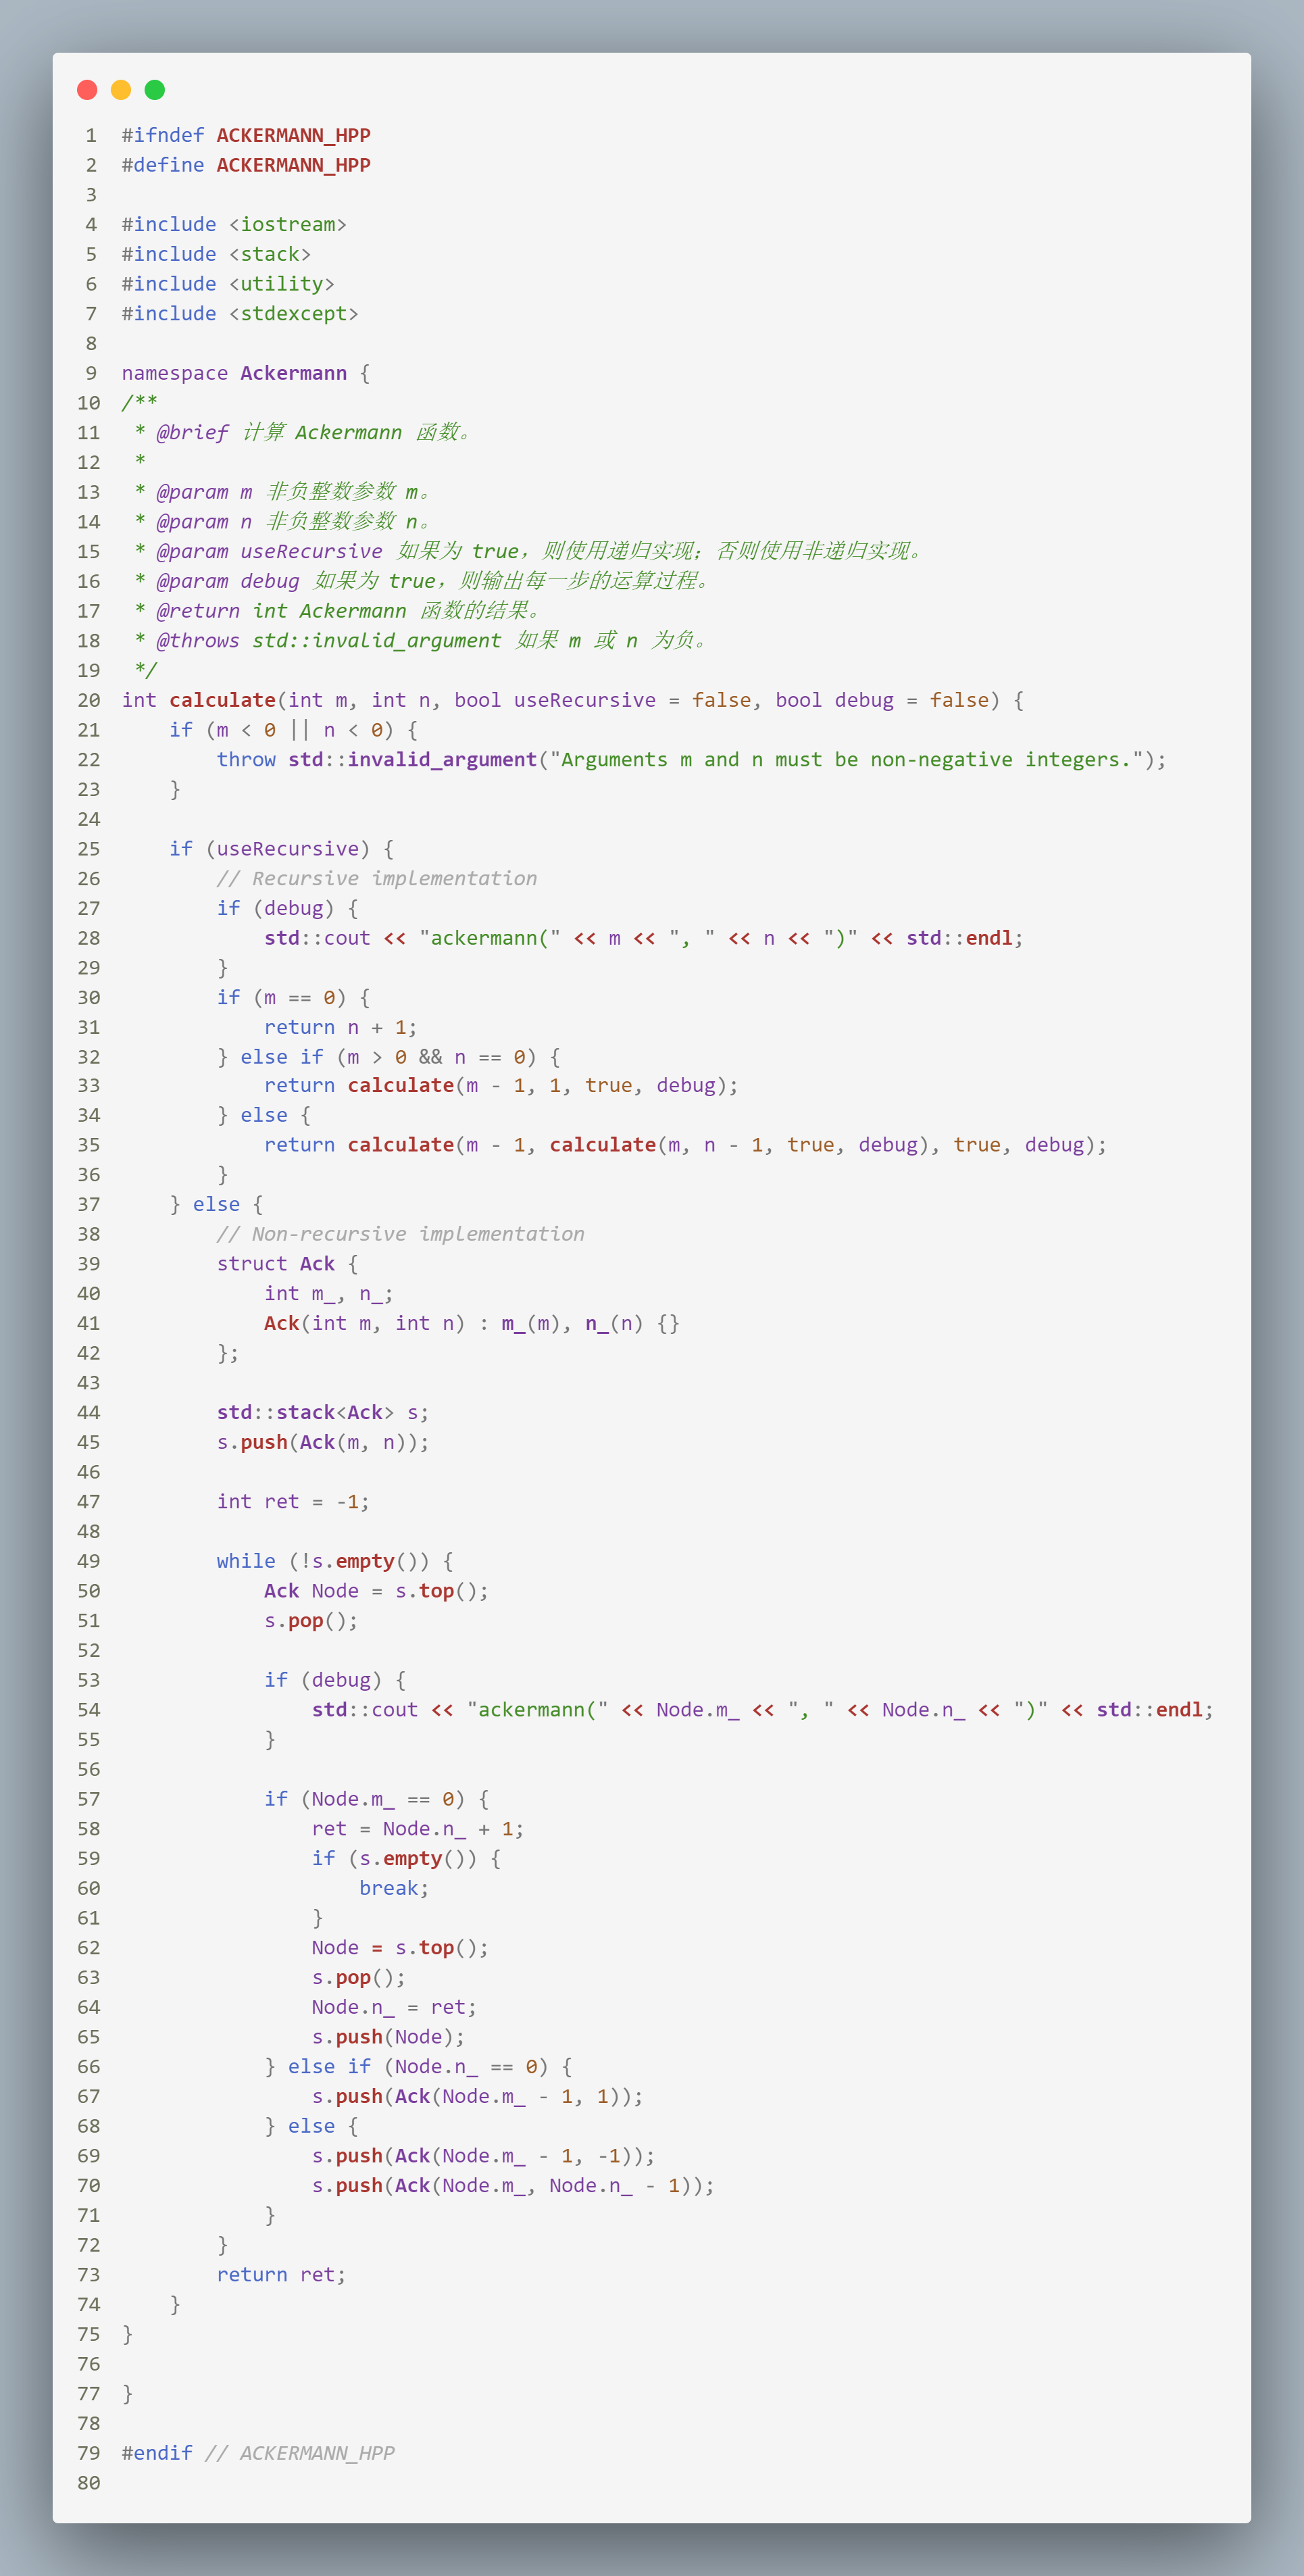 1 #ifndef ACKERMANN_HPP
2 #define ACKERMANN_HPP
3
4 #include <iostream>
5 #include <stack>
6 #include <utility>
7 #include <stdexcept>
8
9 namespace Ackermann {
10 /**
11  * @brief 计算 Ackermann 函数。
12  *
13  * @param m 非负整数参数 m。
14  * @param n 非负整数参数 n。
15  * @param useRecursive 如果为 true，则使用递归实现；否则使用非递归实现。
16  * @param debug 如果为 true，则输出每一步的运算过程。
17  * @return int Ackermann 函数的结果。
18  * @throws std::invalid_argument 如果 m 或 n 为负。
19  */
20 int calculate(int m, int n, bool useRecursive = false, bool debug = false) {
21     if (m < 0 || n < 0) {
22         throw std::invalid_argument("Arguments m and n must be non-negative integers.");
23     }
24
25     if (useRecursive) {
26         // Recursive implementation
27         if (debug) {
28             std::cout << "ackermann(" << m << ", " << n << ")" << std::endl;
29         }
30         if (m == 0) {
31             return n + 1;
32         } else if (m > 0 && n == 0) {
33             return calculate(m - 1, 1, true, debug);
34         } else {
35             return calculate(m - 1, calculate(m, n - 1, true, debug), true, debug);
36         }
37     } else {
38         // Non-recursive implementation
39         struct Ack {
40             int m_, n_;
41             Ack(int m, int n) : m_(m), n_(n) {}
42         };
43
44         std::stack<Ack> s;
45         s.push(Ack(m, n));
46
47         int ret = -1;
48
49         while (!s.empty()) {
50             Ack Node = s.top();
51             s.pop();
52
53             if (debug) {
54                 std::cout << "ackermann(" << Node.m_ << ", " << Node.n_ << ")" << std::endl;
55             }
56
57             if (Node.m_ == 0) {
58                 ret = Node.n_ + 1;
59                 if (s.empty()) {
60                     break;
61                 }
62                 Node = s.top();
63                 s.pop();
64                 Node.n_ = ret;
65                 s.push(Node);
66             } else if (Node.n_ == 0) {
67                 s.push(Ack(Node.m_ - 1, 1));
68             } else {
69                 s.push(Ack(Node.m_ - 1, -1));
70                 s.push(Ack(Node.m_, Node.n_ - 1));
71             }
72         }
73         return ret;
74     }
75 }
76
77 }
78
79 #endif // ACKERMANN_HPP
80